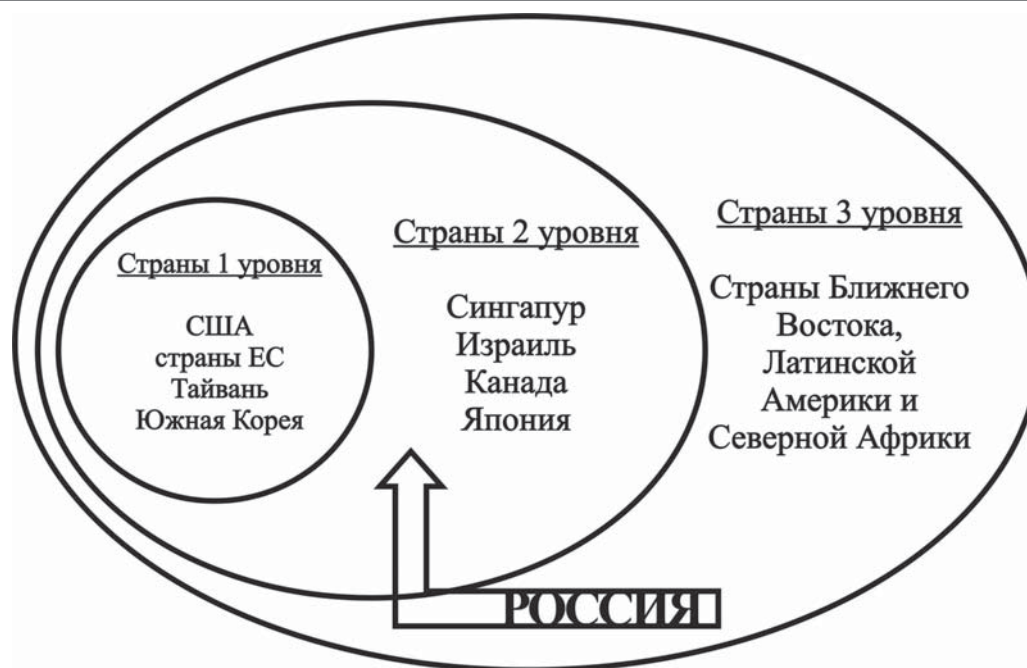 Страны 1 уровня
США
страны ЕС
Тайвань
Южная Корея
Страны 2 уровня
Сингапур
Израиль
Канада
Япония
Страны 3 уровня
Страны Ближнего
Востока,
Латинской
Америки и
Северной Африки
РОССИЯ